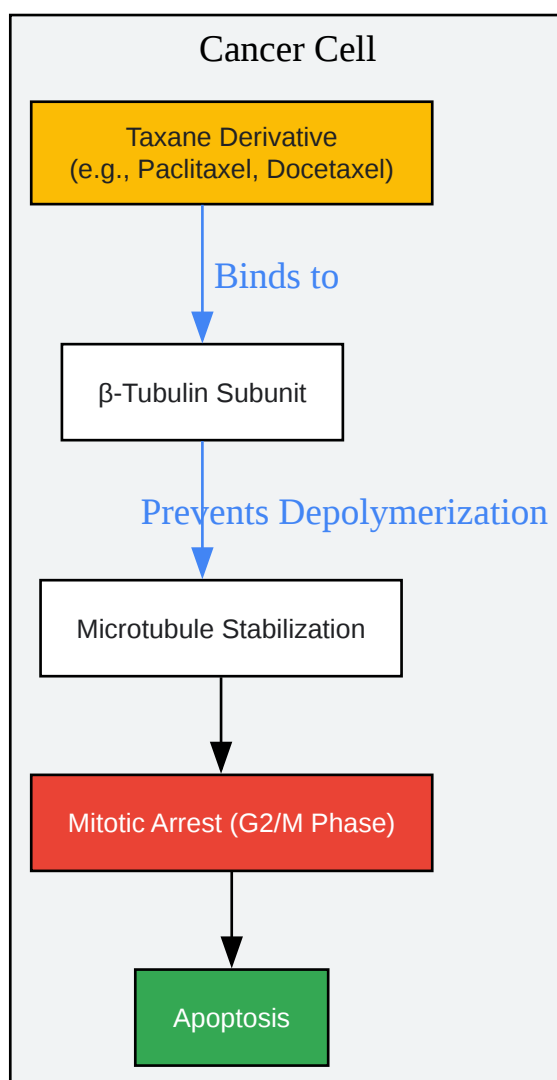 Cancer Cell
Taxane Derivative
(e.g., Paclitaxel, Docetaxel)
Binds to
β-Tubulin Subunit
Prevents Depolymerization
Microtubule Stabilization
Mitotic Arrest (G2/M Phase)
Apoptosis